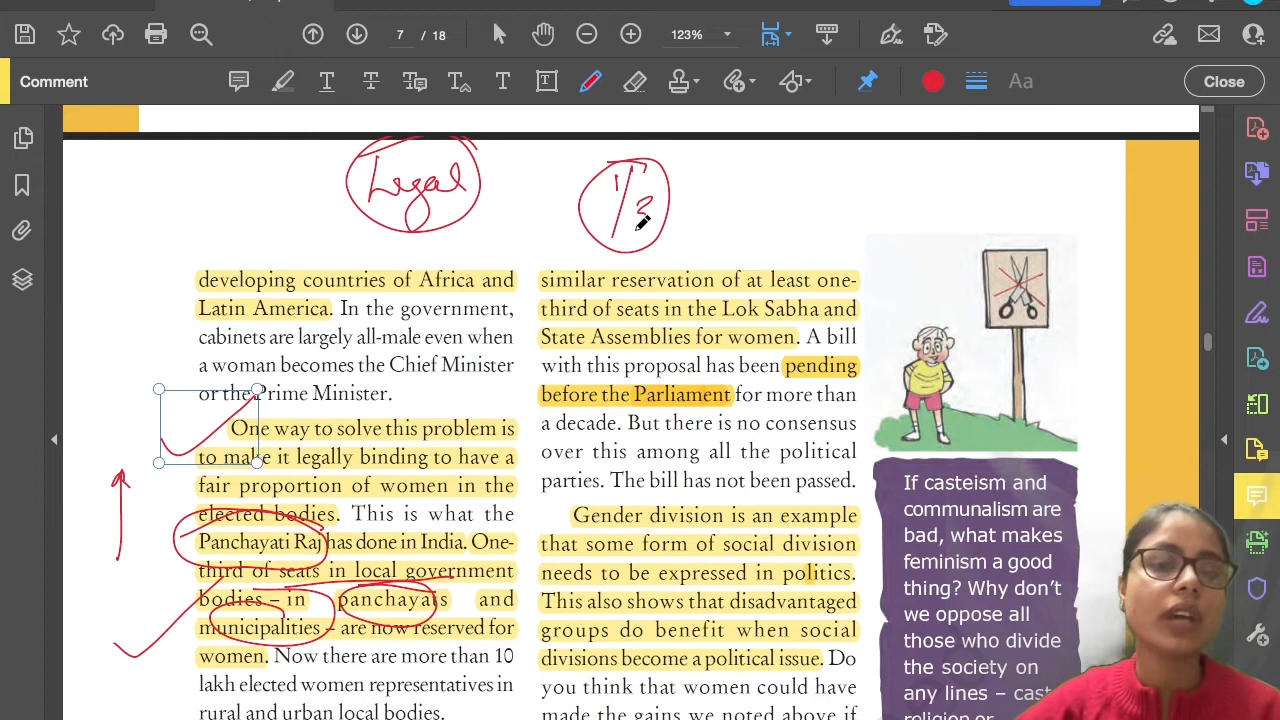 7 / 18
123%
Comment
Aa
Close
Legal
1/3
developing countries of Africa and
Latin America. In the government,
cabinets are largely all-male even when
a woman becomes the Chief Minister
or the Prime Minister.
One way to solve this problem is
to make it legally binding to have a
fair proportion of women in the
elected bodies. This is what the
Panchayati Raj has done in India. One-
third of seats in local government
bodies – in panchayats and
municipalities – are now reserved for
women. Now there are more than 10
lakh elected women representatives in
rural and urban local bodies.
similar reservation of at least one-
third of seats in the Lok Sabha and
State Assemblies for women. A bill
with this proposal has been pending
before the Parliament for more than
a decade. But there is no consensus
over this among all the political
parties. The bill has not been passed.
Gender division is an example
that some form of social division
needs to be expressed in politics.
This also shows that disadvantaged
groups do benefit when social
divisions become a political issue. Do
you think that women could have
made the gains we noted above if
If casteism and
communalism are
bad, what makes
feminism a good
thing? Why don't
we oppose all
those who divide
the society on
any lines – caste,
religion or